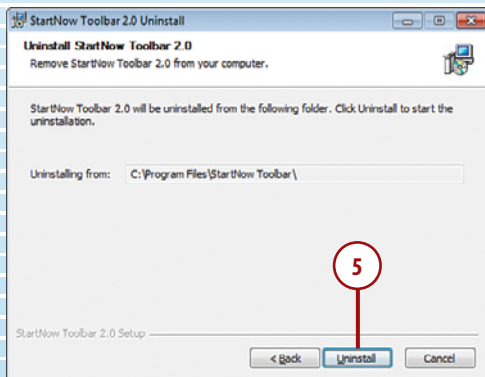 StartNow Toolbar 2.0 Uninstall
Uninstall StartNow Toolbar 2.0
Remove StartNow Toolbar 2.0 from your computer.
StartNow Toolbar 2.0 will be uninstalled from the following folder. Click Uninstall to start the
uninstallation.
Uninstalling from: C:\Program Files\StartNow Toolbar\
5
StartNow Toolbar 2.0 Setup
< Back Uninstall Cancel